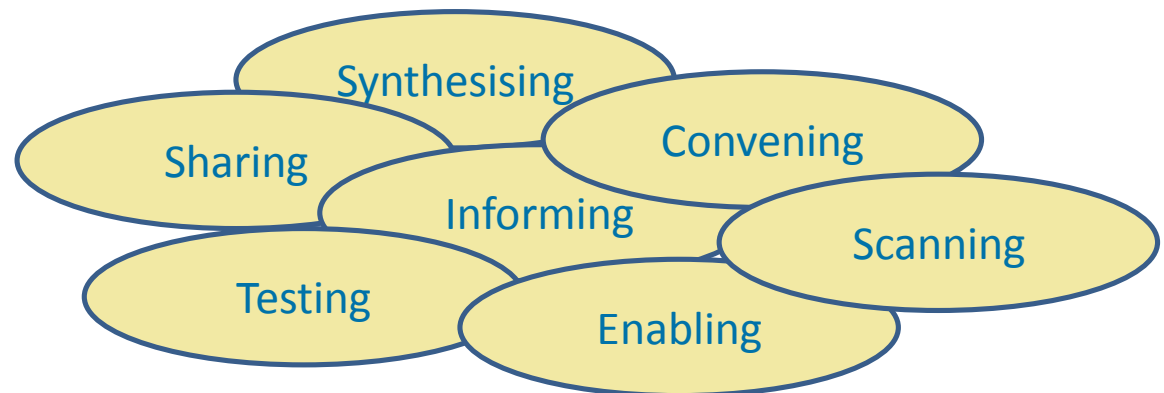 Synthesising
Convening
Sharing
Informing
Scanning
Testing
Enabling